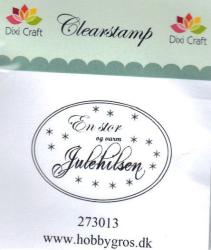 Dixi Craft
Clearstamp
Dixi Craft
En stor
og varm
Julehilsen
273013
www.hobbygros.dk